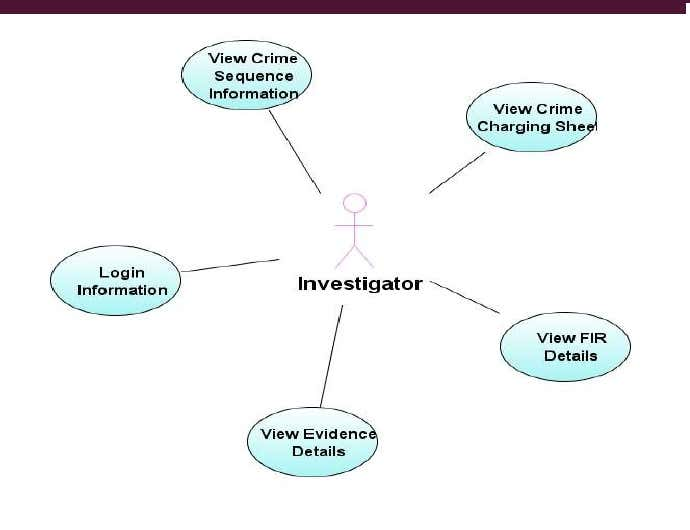 View Crime
Sequence
Information
View Crime
Charging Sheet
Login
Information
Investigator
View FIR
Details
View Evidence
Details